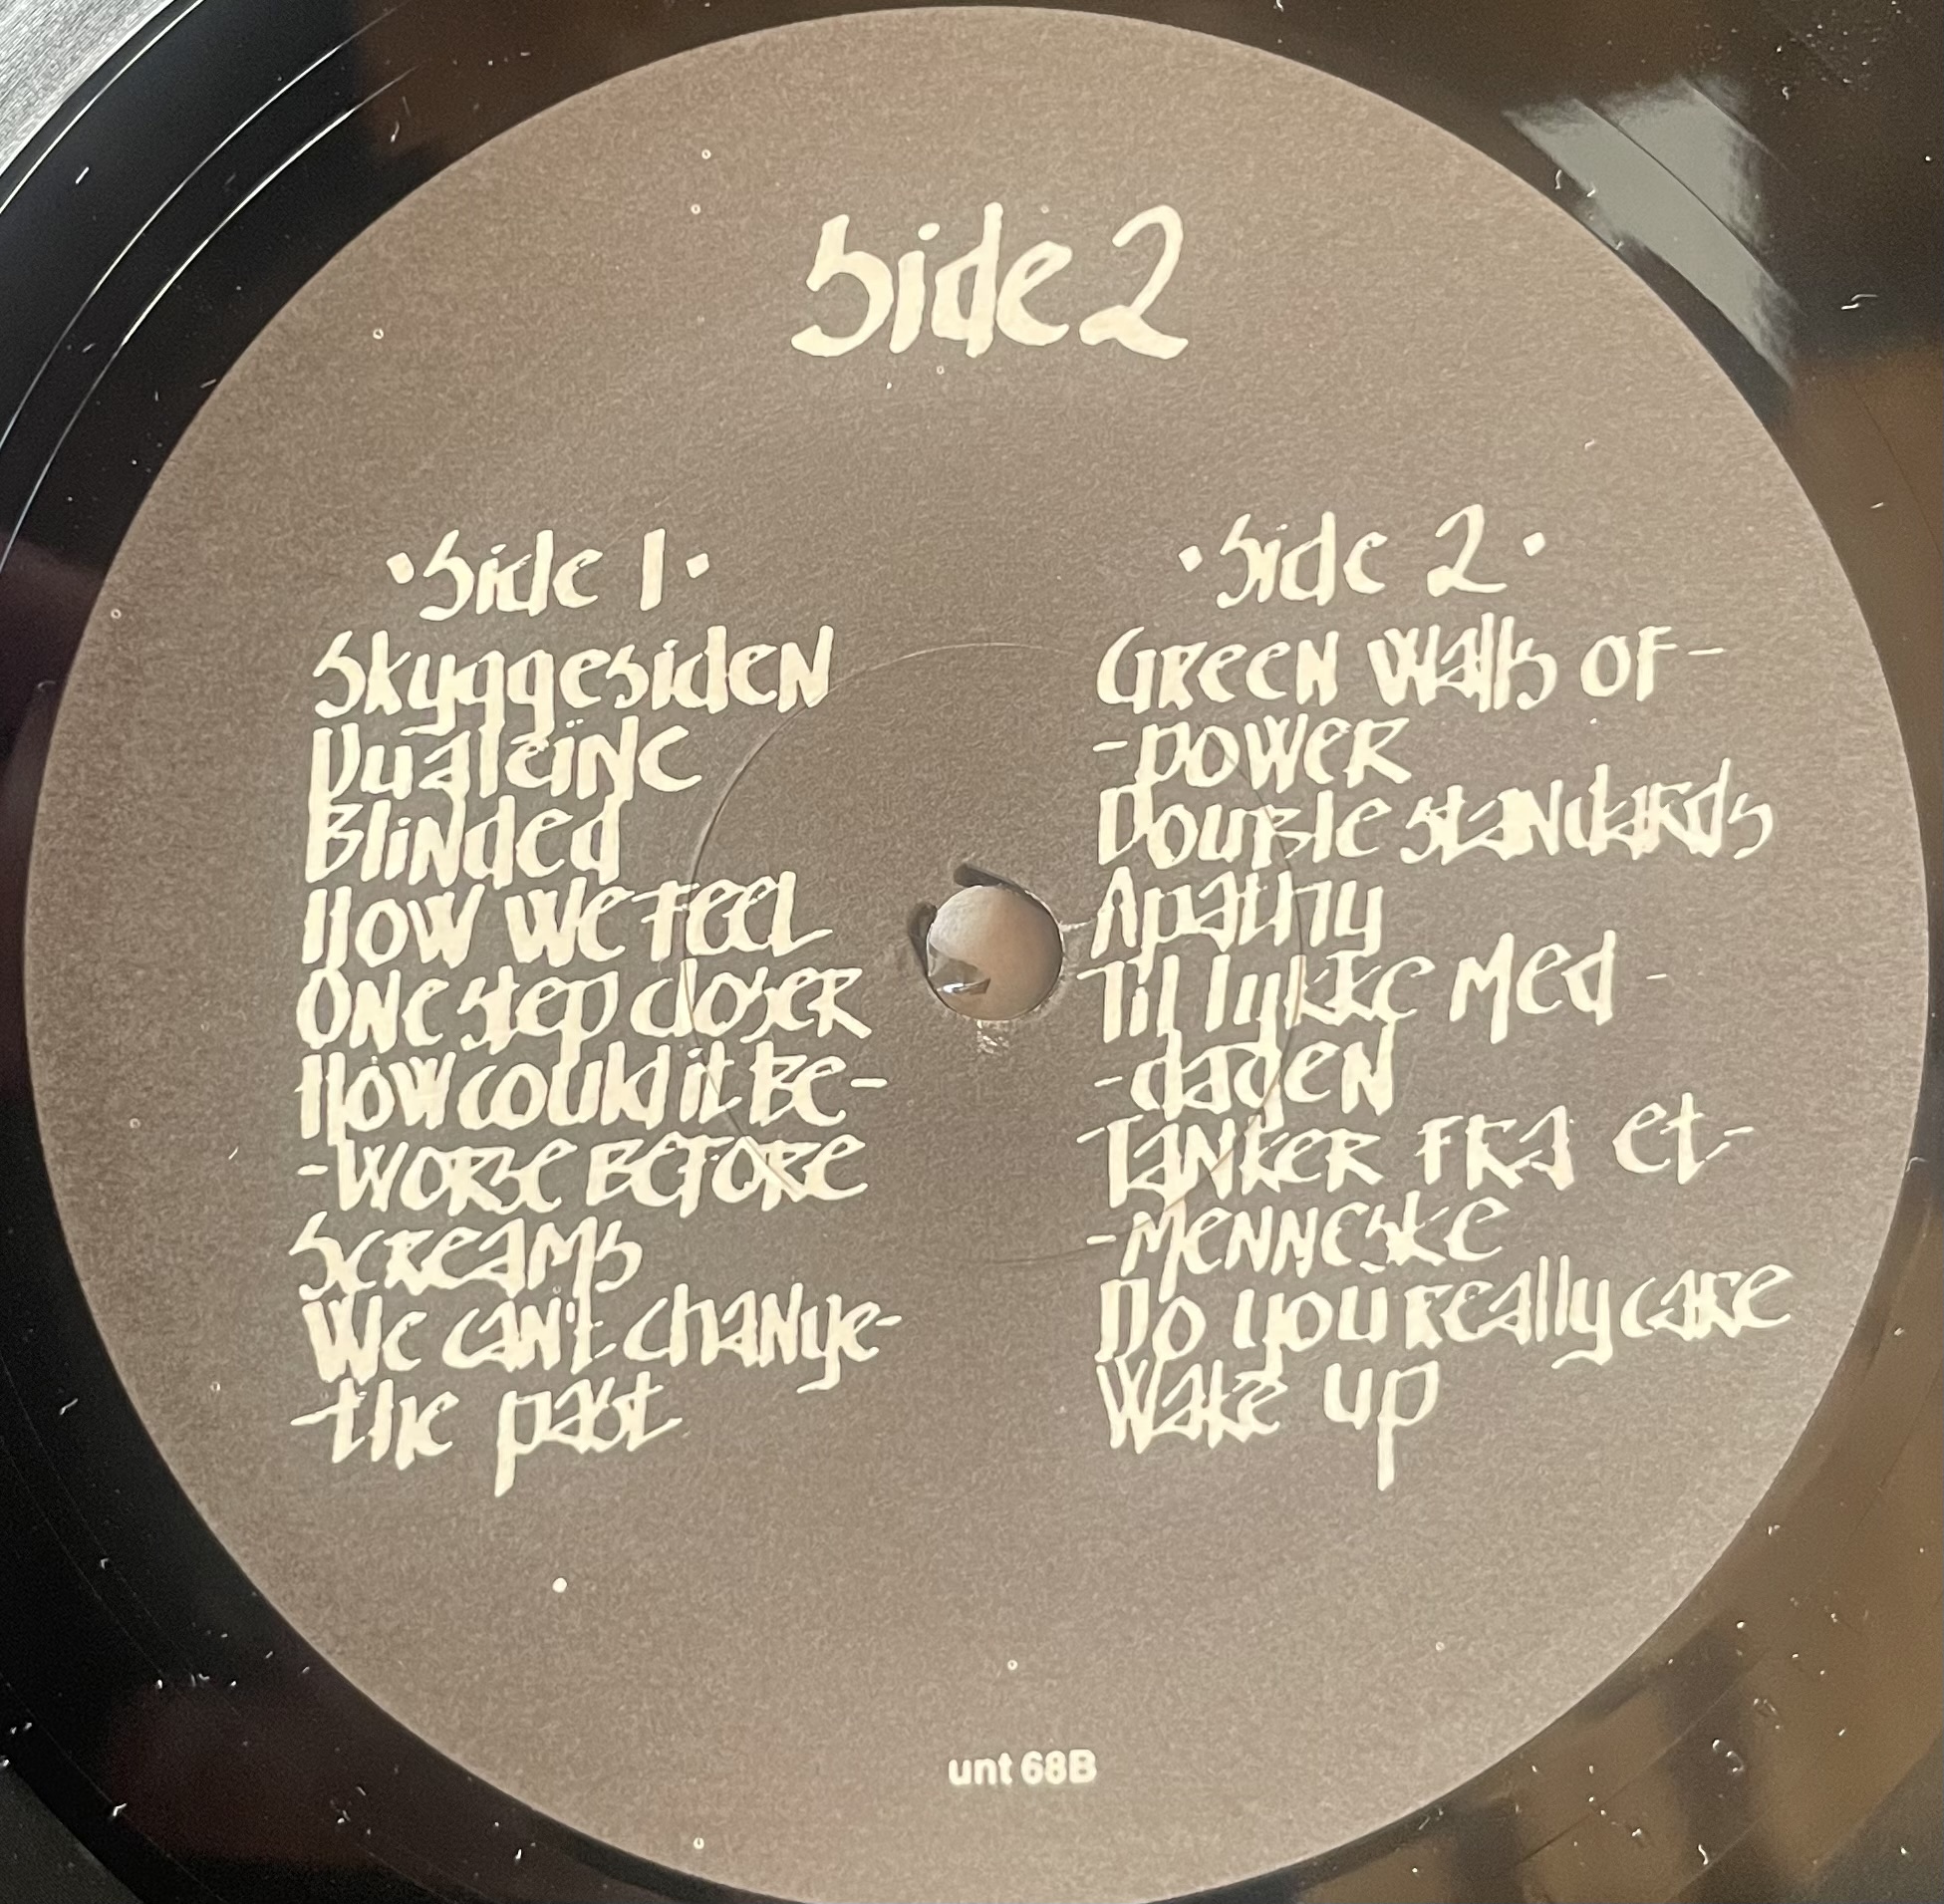 Side 2
·Side 1·
Skyggesiden
Dualeinc
Blinded
How we feel
One step closer
How could it be-
-worse before
Screams
We can't change-
-the past
·Side 2·
Green walls of-
-power
Double standards
Apathy
Til lykke med -
-dagen
Tanker fra et-
-menneske
Do you really care
Wake up
unt 68B